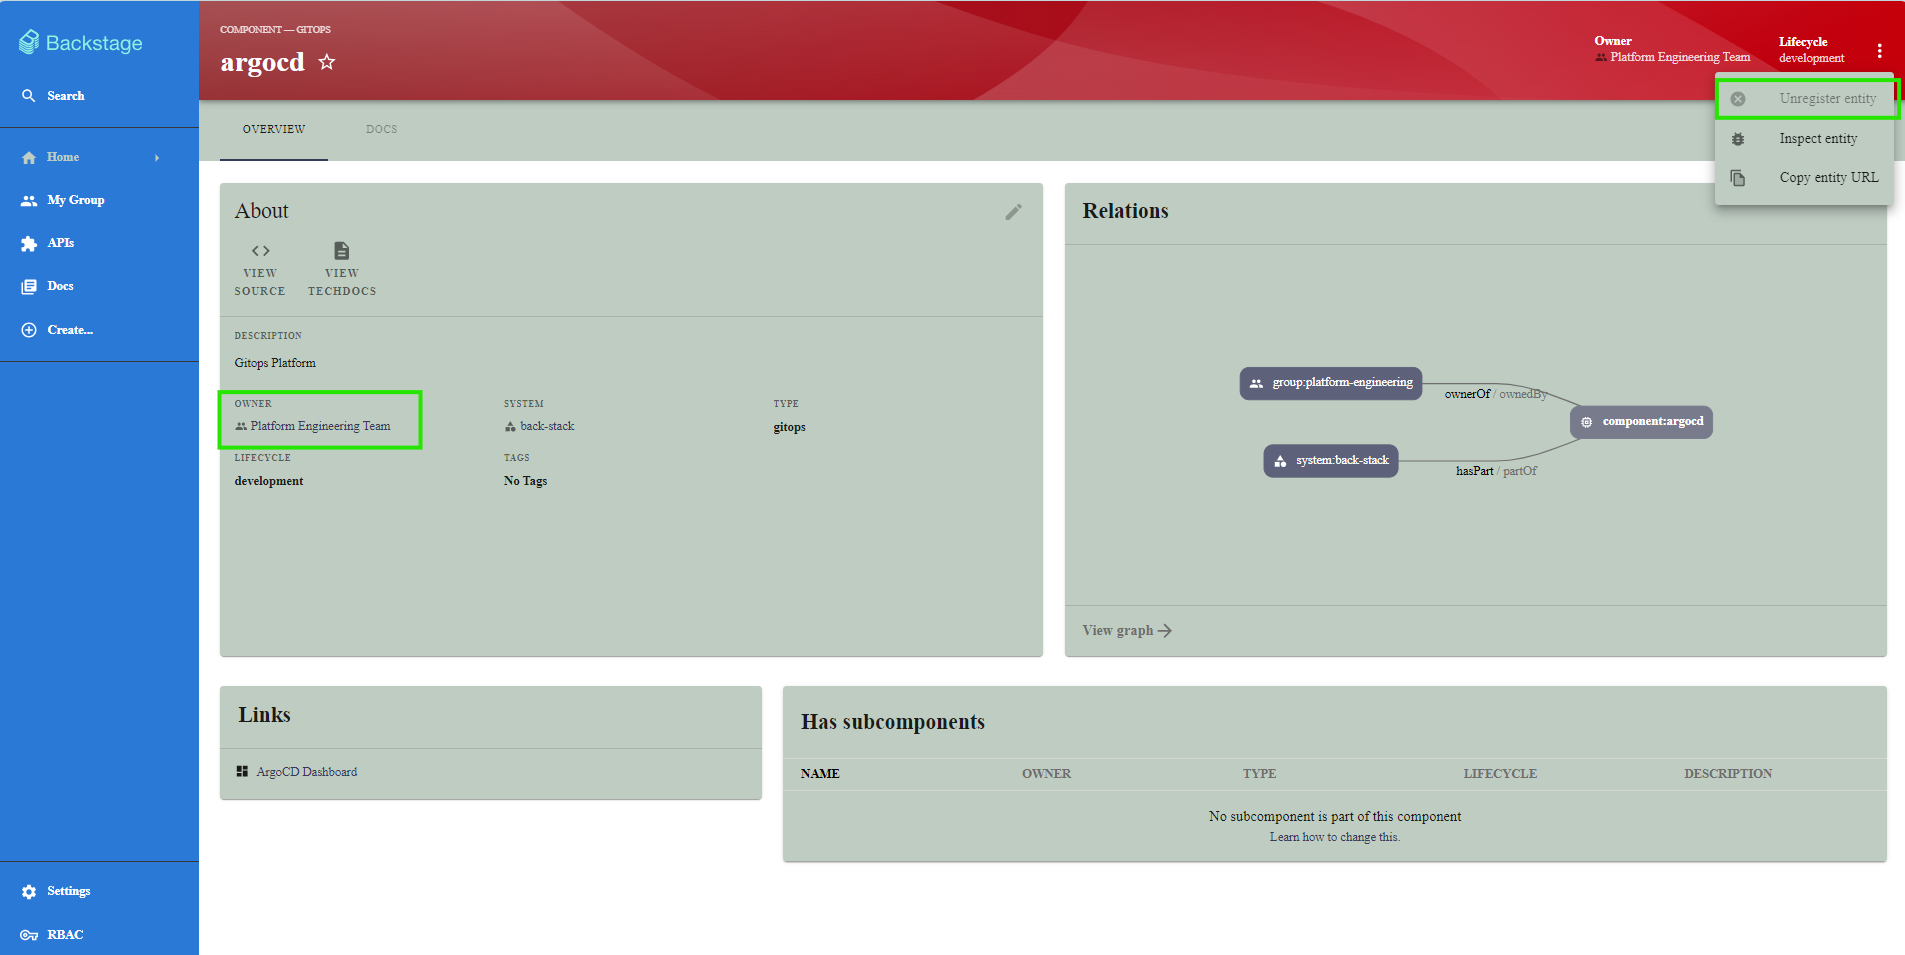 Backstage
Search
Home
My Group
APIs
Docs
Create...
Settings
RBAC
COMPONENT — GITOPS
argocd
Owner
Platform Engineering Team
Lifecycle
development
Unregister entity
Inspect entity
Copy entity URL
OVERVIEW
DOCS
About
VIEW
SOURCE
VIEW
TECHDOCS
DESCRIPTION
Gitops Platform
OWNER
Platform Engineering Team
SYSTEM
back-stack
TYPE
gitops
LIFECYCLE
development
TAGS
No Tags
Relations
group:platform-engineering
ownerOf / ownedBy
component:argocd
system:back-stack
hasPart / partOf
View graph
Links
ArgoCD Dashboard
Has subcomponents
NAME OWNER TYPE LIFECYCLE DESCRIPTION
No subcomponent is part of this component
Learn how to change this.